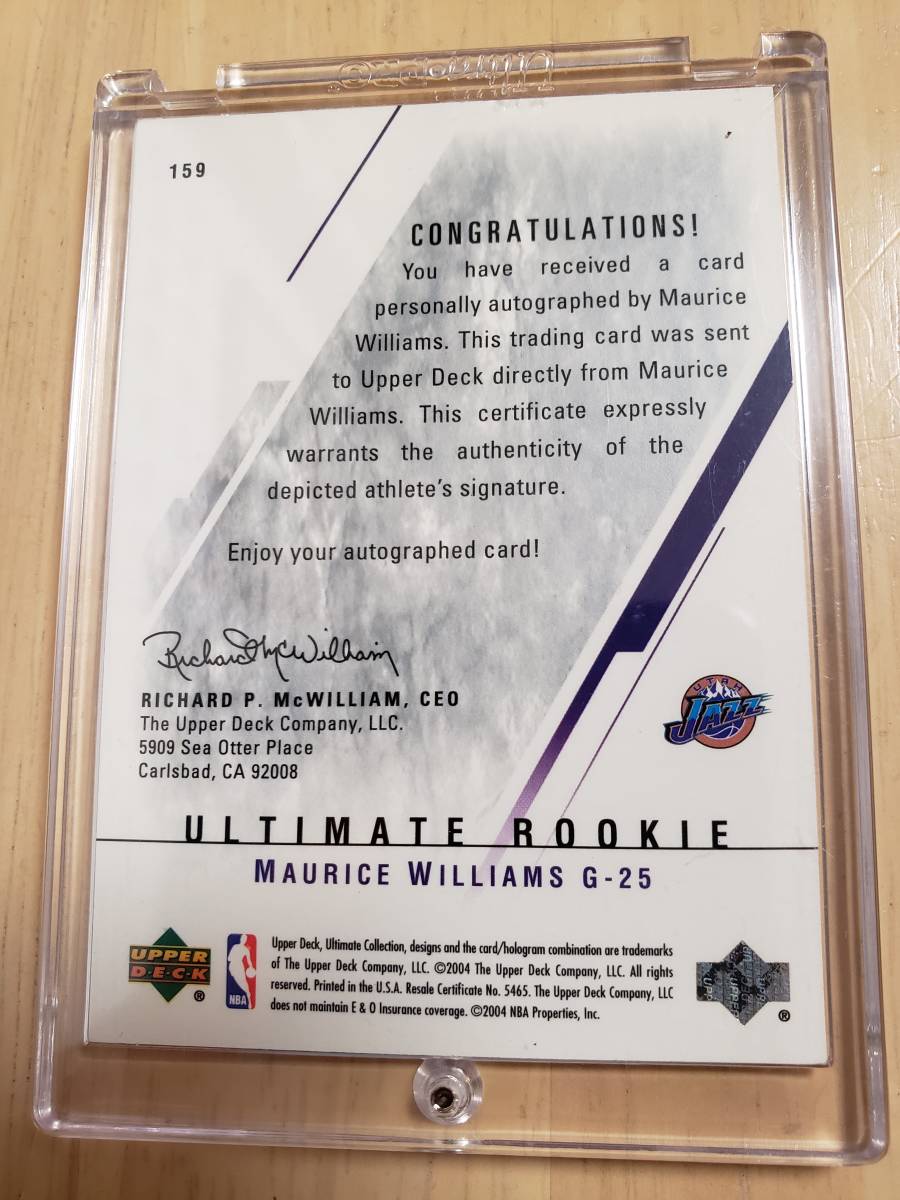 UltraPRO
159
CONGRATULATIONS!
You have received a card
personally autographed by Maurice
Williams. This trading card was sent
to Upper Deck directly from Maurice
Williams. This certificate expressly
warrants the authenticity of the
depicted athlete's signature.
Enjoy your autographed card!
Richard McWilliam
RICHARD P. McWILLIAM, CEO
The Upper Deck Company, LLC.
5909 Sea Otter Place
Carlsbad, CA 92008
UTAH
JAZZ
ULTIMATE ROOKIE
MAURICE WILLIAMS G-25
UPPER
D·E·C·K
®
NBA
Upper Deck, Ultimate Collection, designs and the card/hologram combination are trademarks
of The Upper Deck Company, LLC. ©2004 The Upper Deck Company, LLC. All rights
reserved. Printed in the U.S.A. Resale Certificate No. 5465. The Upper Deck Company, LLC
does not maintain E & O Insurance coverage. ©2004 NBA Properties, Inc.
®